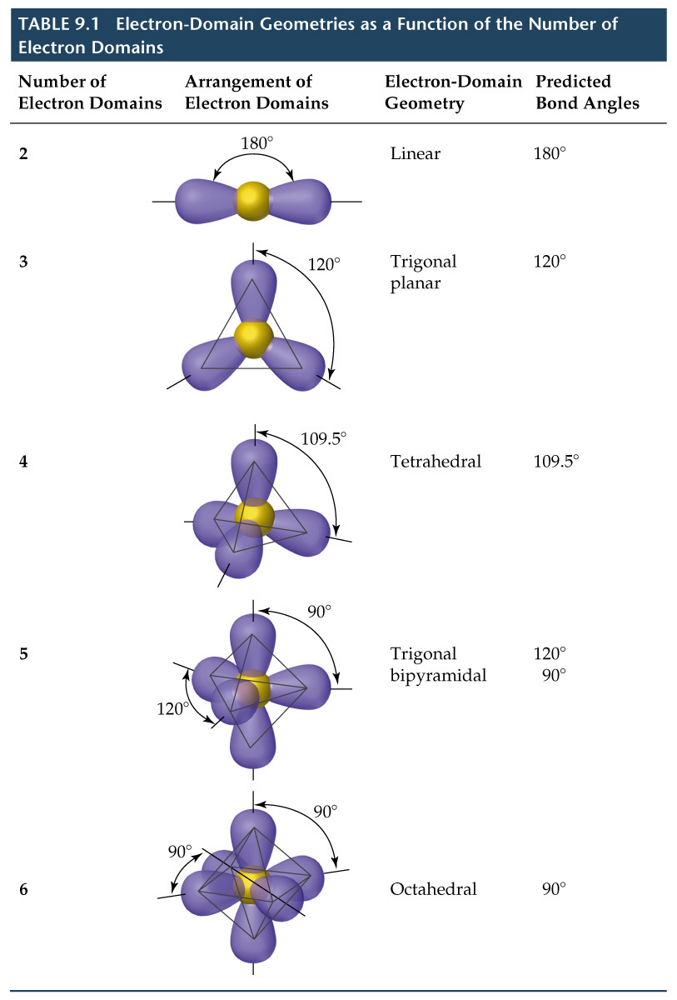 TABLE 9.1 Electron-Domain Geometries as a Function of the Number of
Electron Domains
Number of Electron Domains
Arrangement of Electron Domains
Electron-Domain Geometry
Predicted Bond Angles
2
180°
Linear
180°
3
120°
Trigonal
planar
120°
4
109.5°
Tetrahedral
109.5°
5
90°
120°
Trigonal
bipyramidal
120°
90°
6
90°
90°
Octahedral
90°